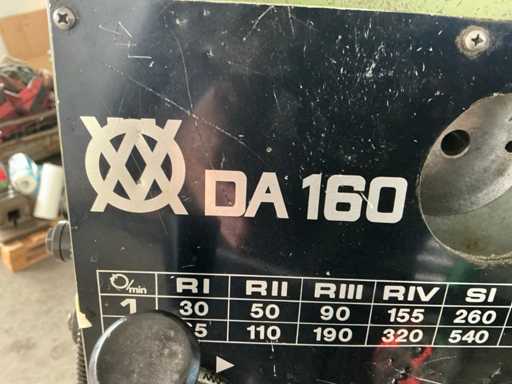 DA 160
/min RI RII RIII RIV SI
1 30 50 90 155 260
110 190 320 540